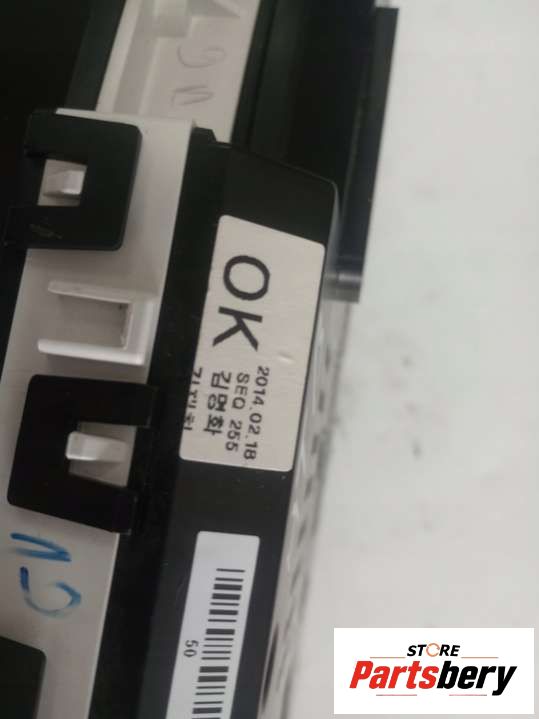 OK
2014.02.18
SEQ 255
김명화
50
STORE
Partsbery